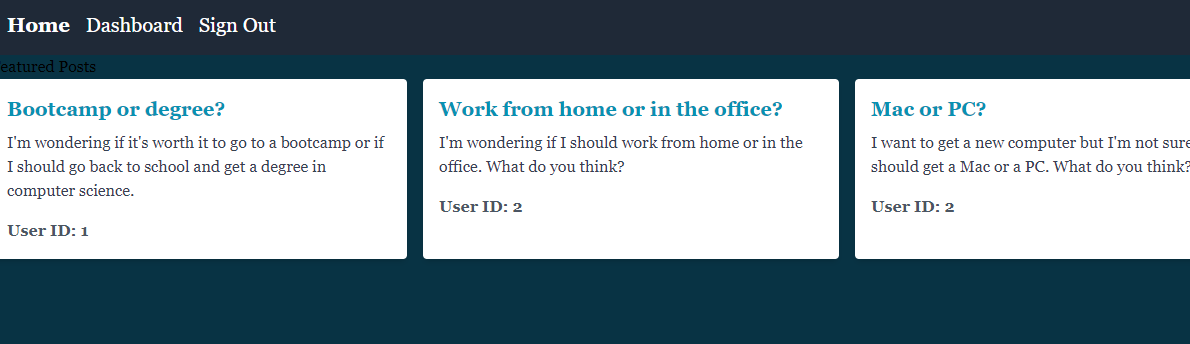 Home Dashboard Sign Out
eatured Posts
Bootcamp or degree?
I'm wondering if it's worth it to go to a bootcamp or if
I should go back to school and get a degree in
computer science.
User ID: 1
Work from home or in the office?
I'm wondering if I should work from home or in the
office. What do you think?
User ID: 2
Mac or PC?
I want to get a new computer but I'm not sure
should get a Mac or a PC. What do you think?
User ID: 2